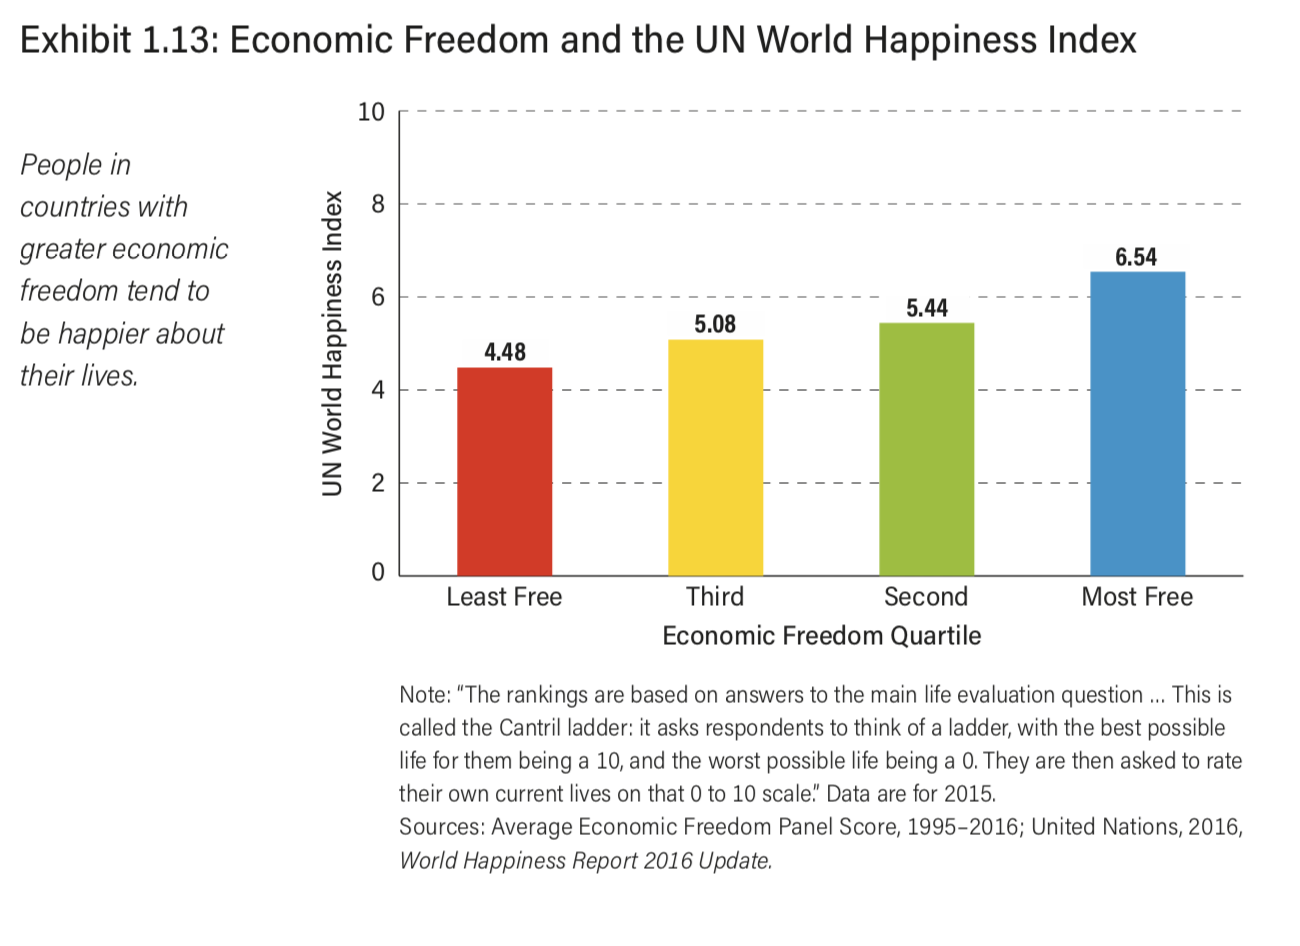 Exhibit 1.13: Economic Freedom and the UN World Happiness Index
People in
countries with
greater economic
freedom tend to
be happier about
their lives.
UN World Happiness Index
10
8
6
4
2
0
4.48
5.08
5.44
6.54
Least Free
Third
Second
Most Free
Economic Freedom Quartile
Note: “The rankings are based on answers to the main life evaluation question ... This is
called the Cantril ladder: it asks respondents to think of a ladder, with the best possible
life for them being a 10, and the worst possible life being a 0. They are then asked to rate
their own current lives on that 0 to 10 scale.” Data are for 2015.
Sources: Average Economic Freedom Panel Score, 1995–2016; United Nations, 2016,
World Happiness Report 2016 Update.